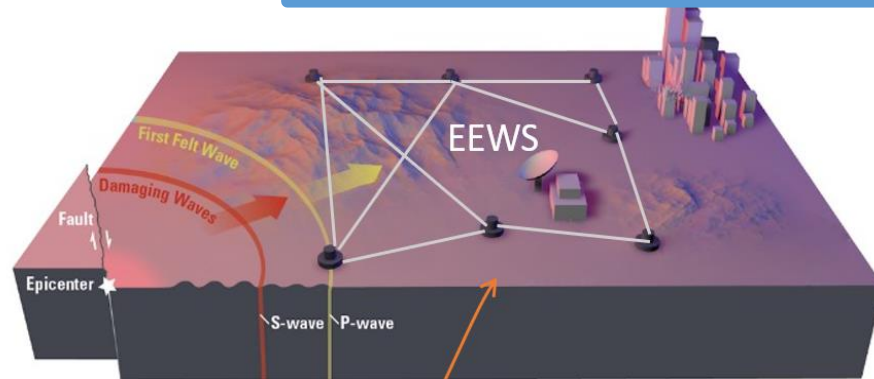 EEWS
First Felt Wave
Damaging Waves
Fault
Epicenter
S-wave
P-wave